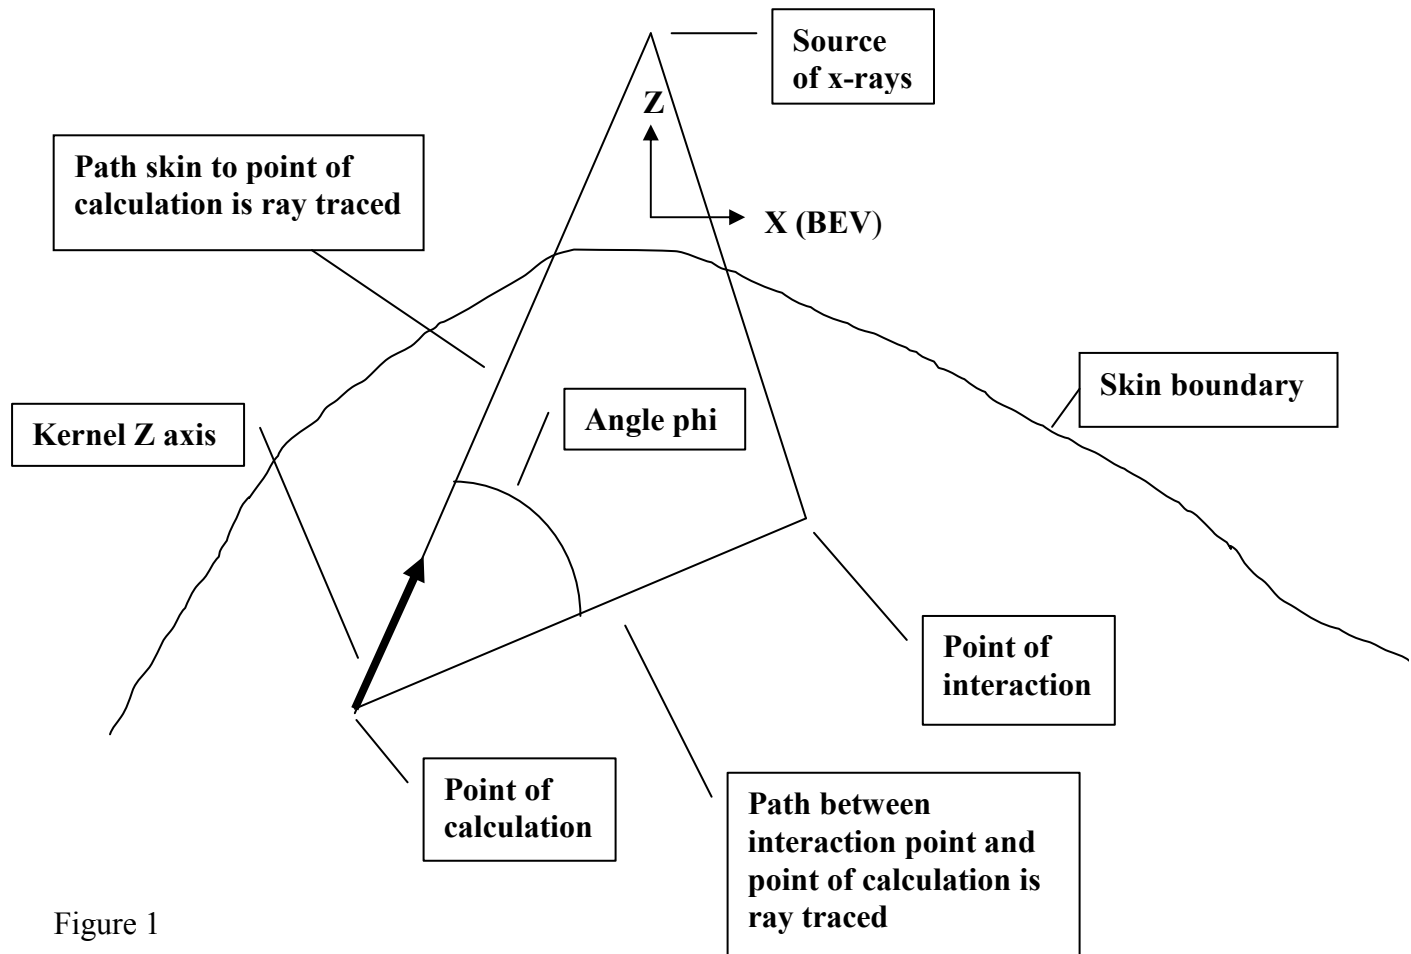 Source
of x-rays
Z
Path skin to point of
calculation is ray traced
X (BEV)
Skin boundary
Angle phi
Kernel Z axis
Point of
interaction
Point of
calculation
Path between
interaction point and
point of calculation is
ray traced
Figure 1